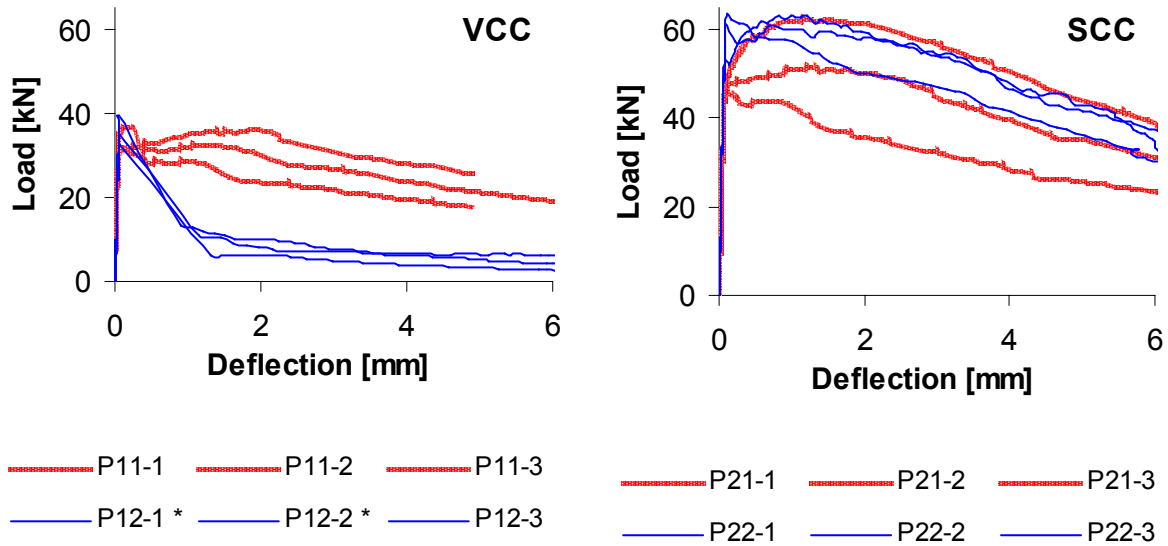 VCC
60
40
20
0
Load [kN]
0 2 4 6
Deflection [mm]
P11-1 P11-2 P11-3
P12-1 * P12-2 * P12-3
SCC
60
40
20
0
Load [kN]
0 2 4 6
Deflection [mm]
P21-1 P21-2 P21-3
P22-1 P22-2 P22-3